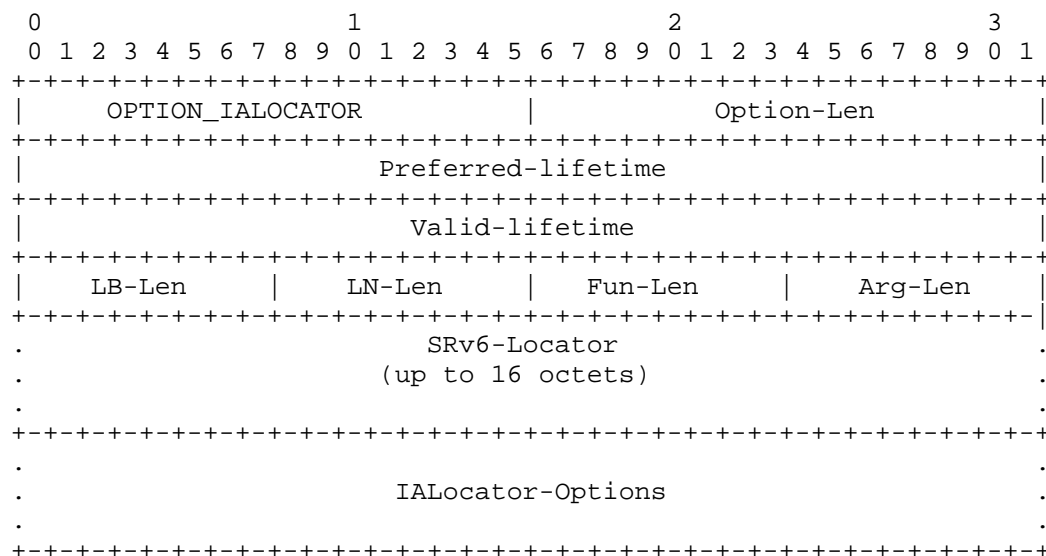 0                   1                   2                   3
 0 1 2 3 4 5 6 7 8 9 0 1 2 3 4 5 6 7 8 9 0 1 2 3 4 5 6 7 8 9 0 1
+-+-+-+-+-+-+-+-+-+-+-+-+-+-+-+-+-+-+-+-+-+-+-+-+-+-+-+-+-+-+-+-+
|     OPTION_IALOCATOR          |           Option-Len          |
+-+-+-+-+-+-+-+-+-+-+-+-+-+-+-+-+-+-+-+-+-+-+-+-+-+-+-+-+-+-+-+-+
|                      Preferred-lifetime                       |
+-+-+-+-+-+-+-+-+-+-+-+-+-+-+-+-+-+-+-+-+-+-+-+-+-+-+-+-+-+-+-+-+
|                        Valid-lifetime                         |
+-+-+-+-+-+-+-+-+-+-+-+-+-+-+-+-+-+-+-+-+-+-+-+-+-+-+-+-+-+-+-+-+
|    LB-Len     |    LN-Len     |   Fun-Len     |    Arg-Len    |
+-+-+-+-+-+-+-+-+-+-+-+-+-+-+-+-+-+-+-+-+-+-+-+-+-+-+-+-+-+-+-+-|
.                         SRv6-Locator                          .
.                      (up to 16 octets)                        .
.                                                               .
+-+-+-+-+-+-+-+-+-+-+-+-+-+-+-+-+-+-+-+-+-+-+-+-+-+-+-+-+-+-+-+-+
.                                                               .
.                       IALocator-Options                       .
.                                                               .
+-+-+-+-+-+-+-+-+-+-+-+-+-+-+-+-+-+-+-+-+-+-+-+-+-+-+-+-+-+-+-+-+